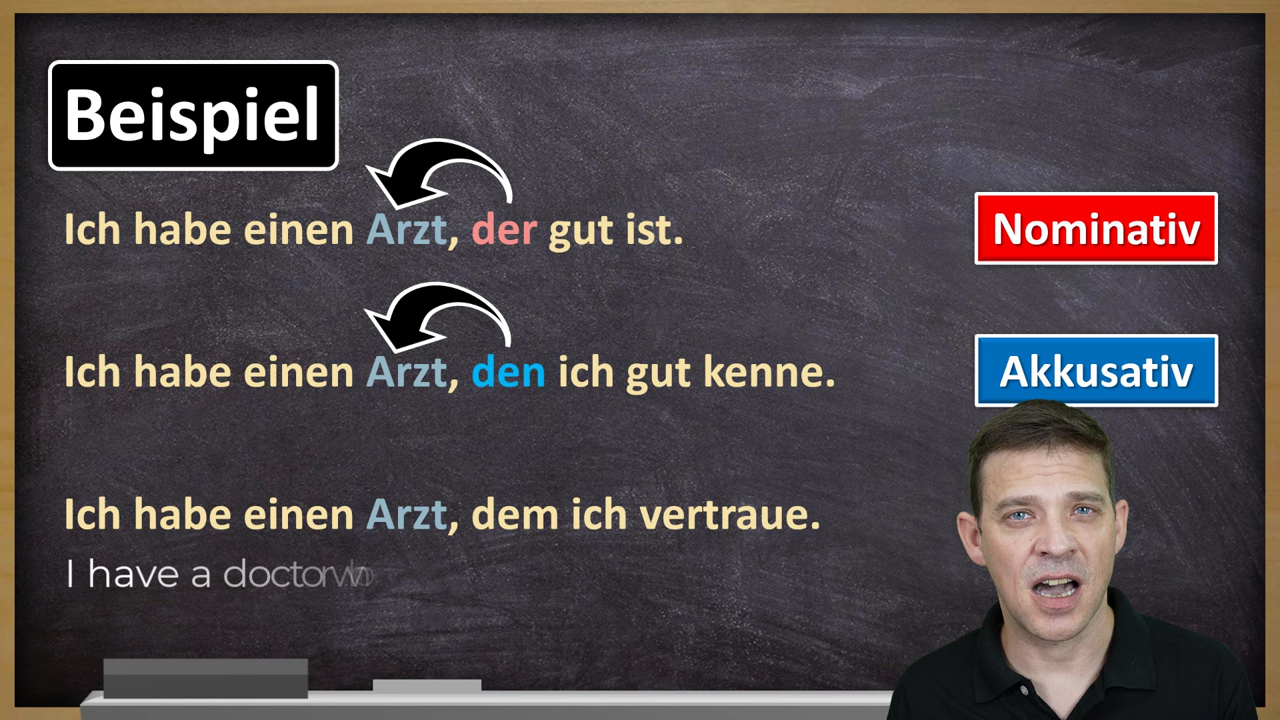 Beispiel
Ich habe einen Arzt, der gut ist.
Nominativ
Ich habe einen Arzt, den ich gut kenne.
Akkusativ
Ich habe einen Arzt, dem ich vertraue.
I have a doctor